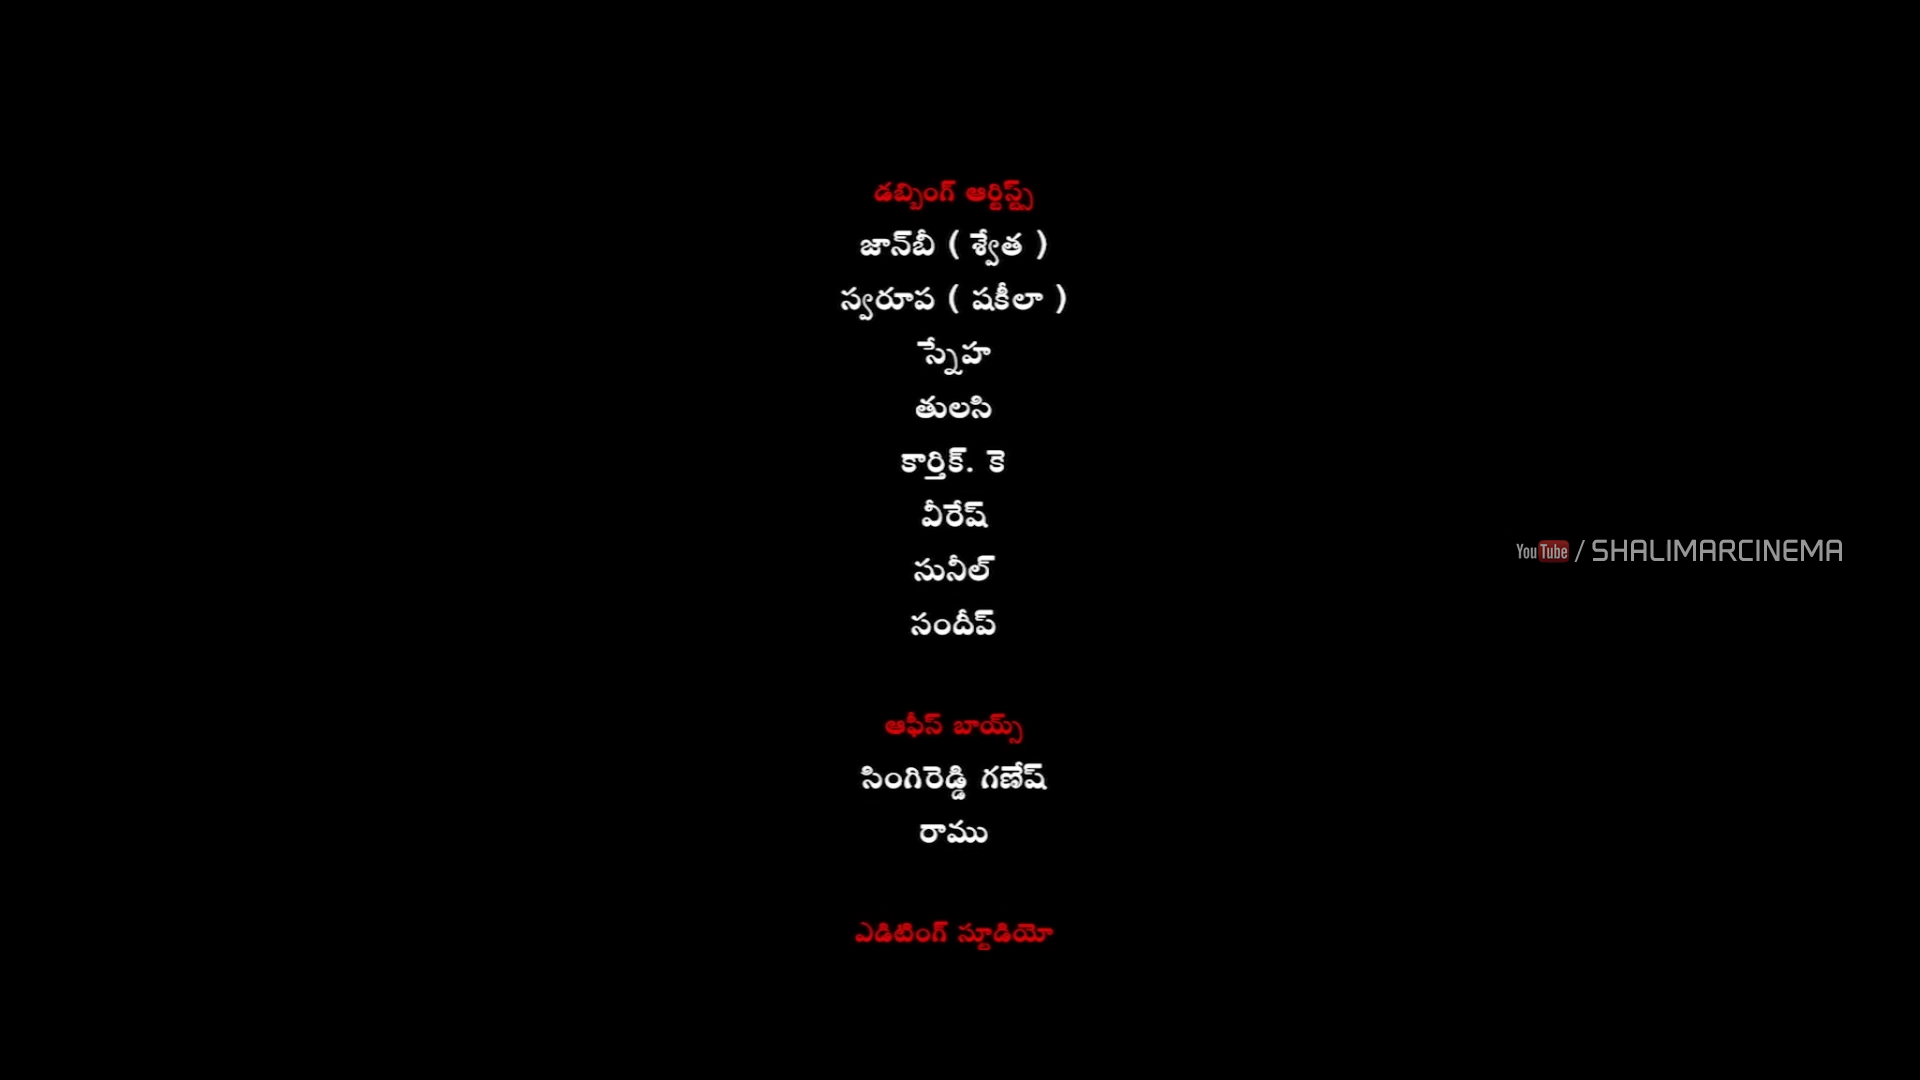 డబ్బింగ్ ఆర్టిస్ట్స్
జాన్‌బీ ( శ్వేత )
స్వరూప ( షకీలా )
స్నేహ
తులసి
కార్తిక్. కె
వీరేష్
సునీల్
సందీప్
YouTube / SHALIMARCINEMA
ఆఫీస్ బాయ్స్
సింగిరెడ్డి గణేష్
రాము
ఎడిటింగ్ స్టూడియో